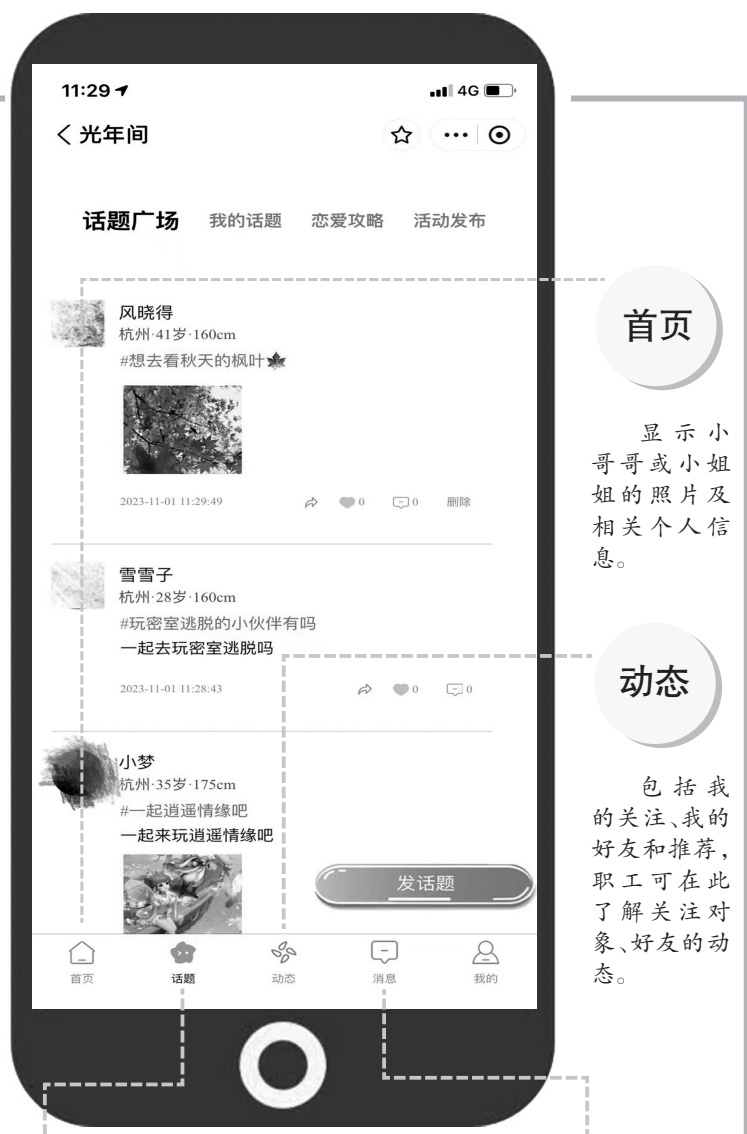 11:29
4G
光年间
话题广场 我的话题 恋爱攻略 活动发布
风晓得
杭州·41岁·160cm
#想去看秋天的枫叶🍁
2023-11-01 11:29:49 0 0 删除
雪雪子
杭州·28岁·160cm
#玩密室逃脱的小伙伴有吗
一起去玩密室逃脱吗
2023-11-01 11:28:43 0 0
小梦
杭州·35岁·175cm
#一起逍遥情缘吧
一起来玩逍遥情缘吧
发话题
首页 话题 动态 消息 我的
首页
显示小
哥哥或小姐
姐的照片及
相关个人信
息。
动态
包括我
的关注、我的
好友和推荐，
职工可在此
了解关注对
象、好友的动
态。